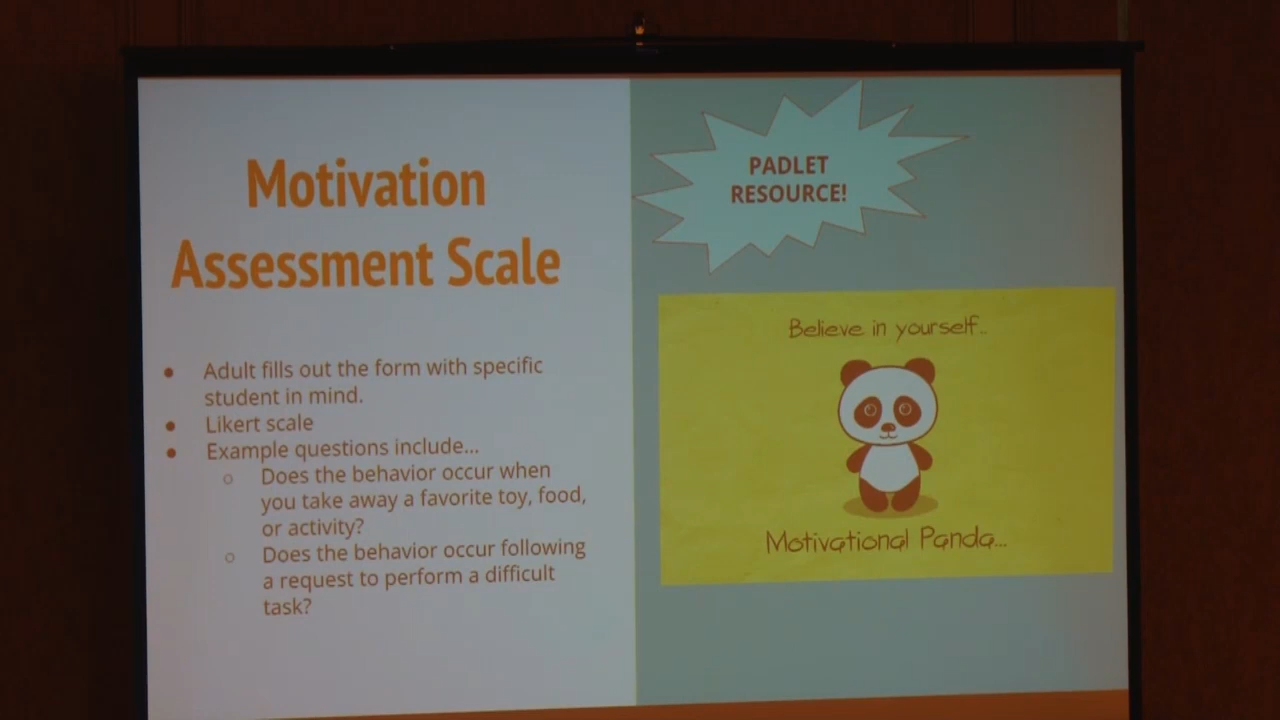 Motivation
Assessment Scale
Adult fills out the form with specific
student in mind.
Likert scale
Example questions include...
Does the behavior occur when
you take away a favorite toy, food,
or activity?
Does the behavior occur following
a request to perform a difficult
task?
PADLET
RESOURCE!
Believe in yourself..
Motivational Panda...